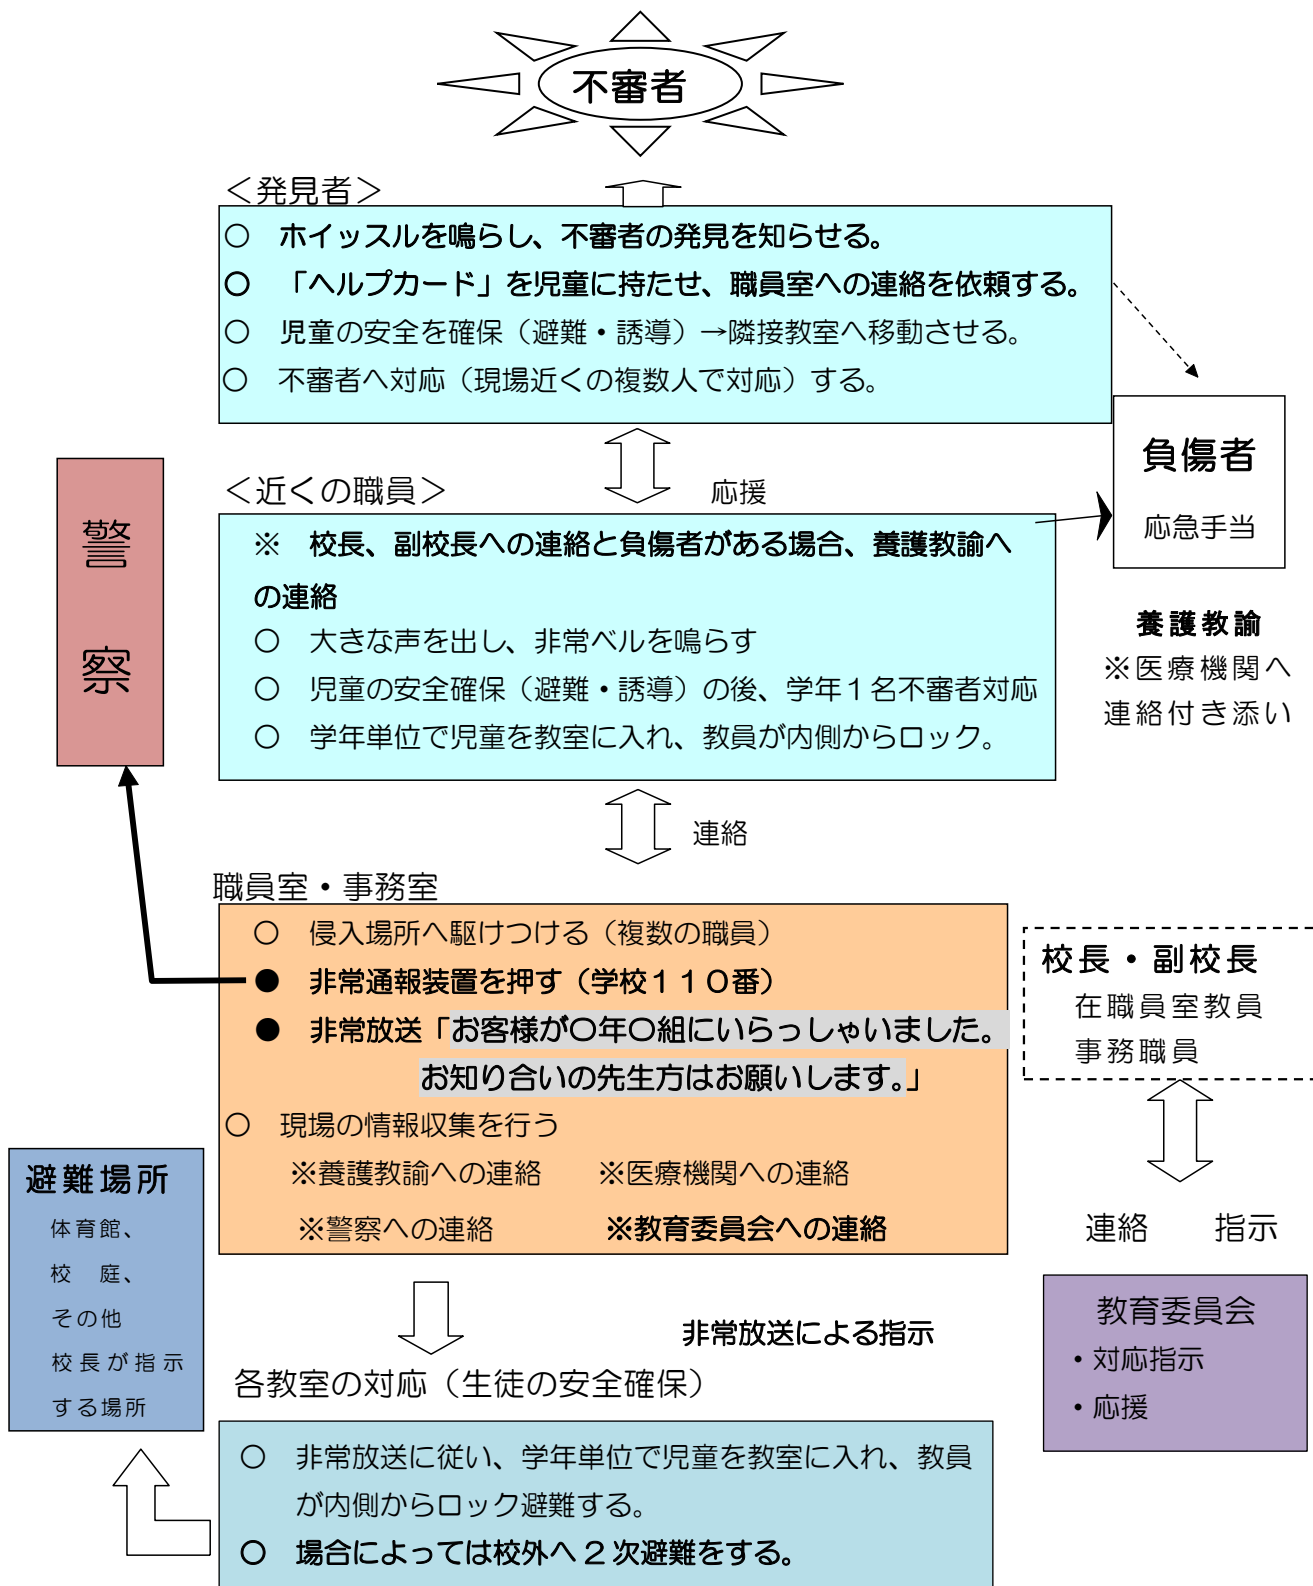 不審者
＜発見者＞
○　ホイッスルを鳴らし、不審者の発見を知らせる。
○　「ヘルプカード」を児童に持たせ、職員室への連絡を依頼する。
○　児童の安全を確保（避難・誘導）→隣接教室へ移動させる。
○　不審者へ対応（現場近くの複数人で対応）する。
負傷者
応急手当
養護教諭
※医療機関へ
連絡付き添い
警
察
＜近くの職員＞
応援
※　校長、副校長への連絡と負傷者がある場合、養護教諭へ
の連絡
○　大きな声を出し、非常ベルを鳴らす
○　児童の安全確保（避難・誘導）の後、学年１名不審者対応
○　学年単位で児童を教室に入れ、教員が内側からロック。
連絡
職員室・事務室
○　侵入場所へ駆けつける（複数の職員）
●　非常通報装置を押す（学校１１０番）
●　非常放送「お客様が○年○組にいらっしゃいました。
お知り合いの先生方はお願いします。」
○　現場の情報収集を行う
※養護教諭への連絡　　※医療機関への連絡
※警察への連絡　　　　※教育委員会への連絡
校長・副校長
在職員室教員
事務職員
連絡　　指示
教育委員会
・対応指示
・応援
避難場所
体育館、
校　庭、
その他
校長が指示
する場所
非常放送による指示
各教室の対応（生徒の安全確保）
○　非常放送に従い、学年単位で児童を教室に入れ、教員
が内側からロック避難する。
○　場合によっては校外へ２次避難をする。